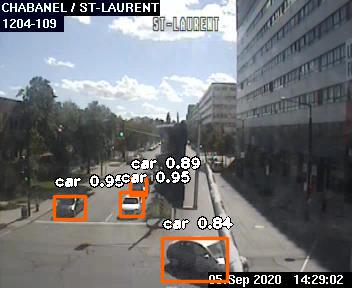 CHABANEL / ST-LAURENT
1204-109
ST-LAURENT
car 0.89
car 0.95
car 0.95
car 0.84
05 Sep 2020 14:29:02